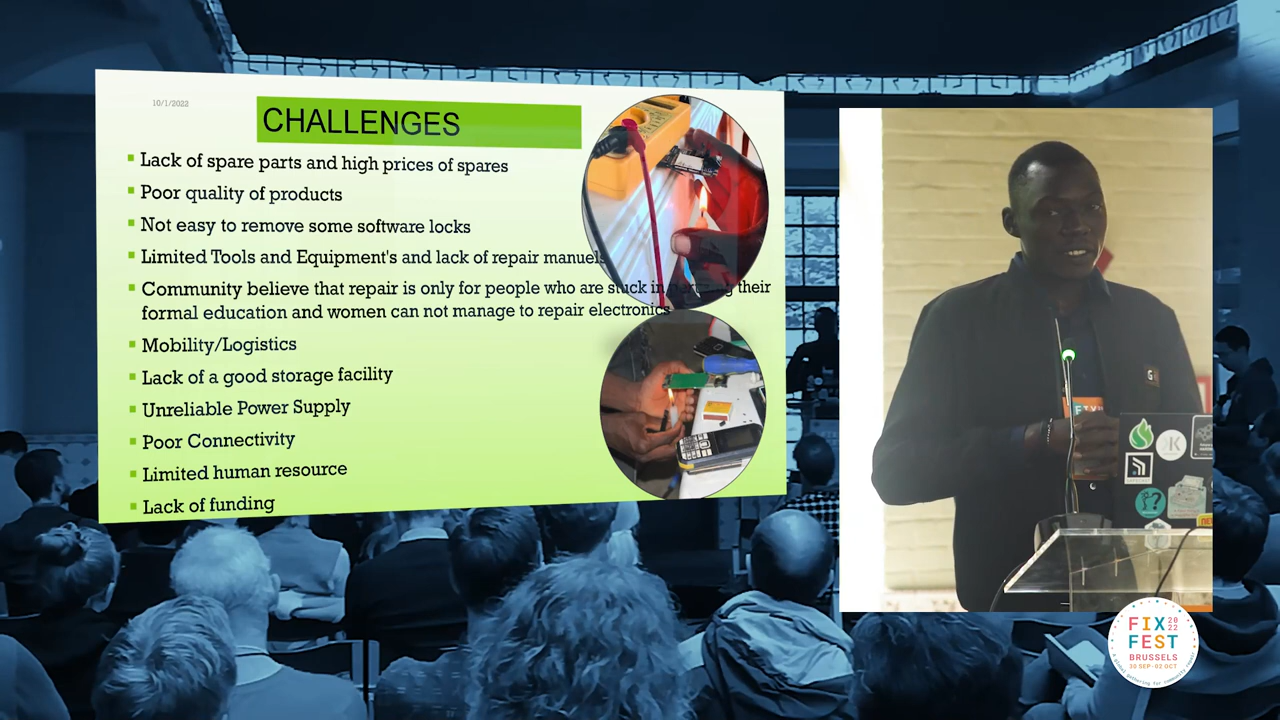 10/1/2022
CHALLENGES
Lack of spare parts and high prices of spares
Poor quality of products
Not easy to remove some software locks
Limited Tools and Equipment's and lack of repair manuels
Community believe that repair is only for people who are stuck in their
formal education and women can not manage to repair electronics
Mobility/Logistics
Lack of a good storage facility
Unreliable Power Supply
Poor Connectivity
Limited human resource
Lack of funding
FIX 20
FEST 22
BRUSSELS
30 SEP-02 OCT